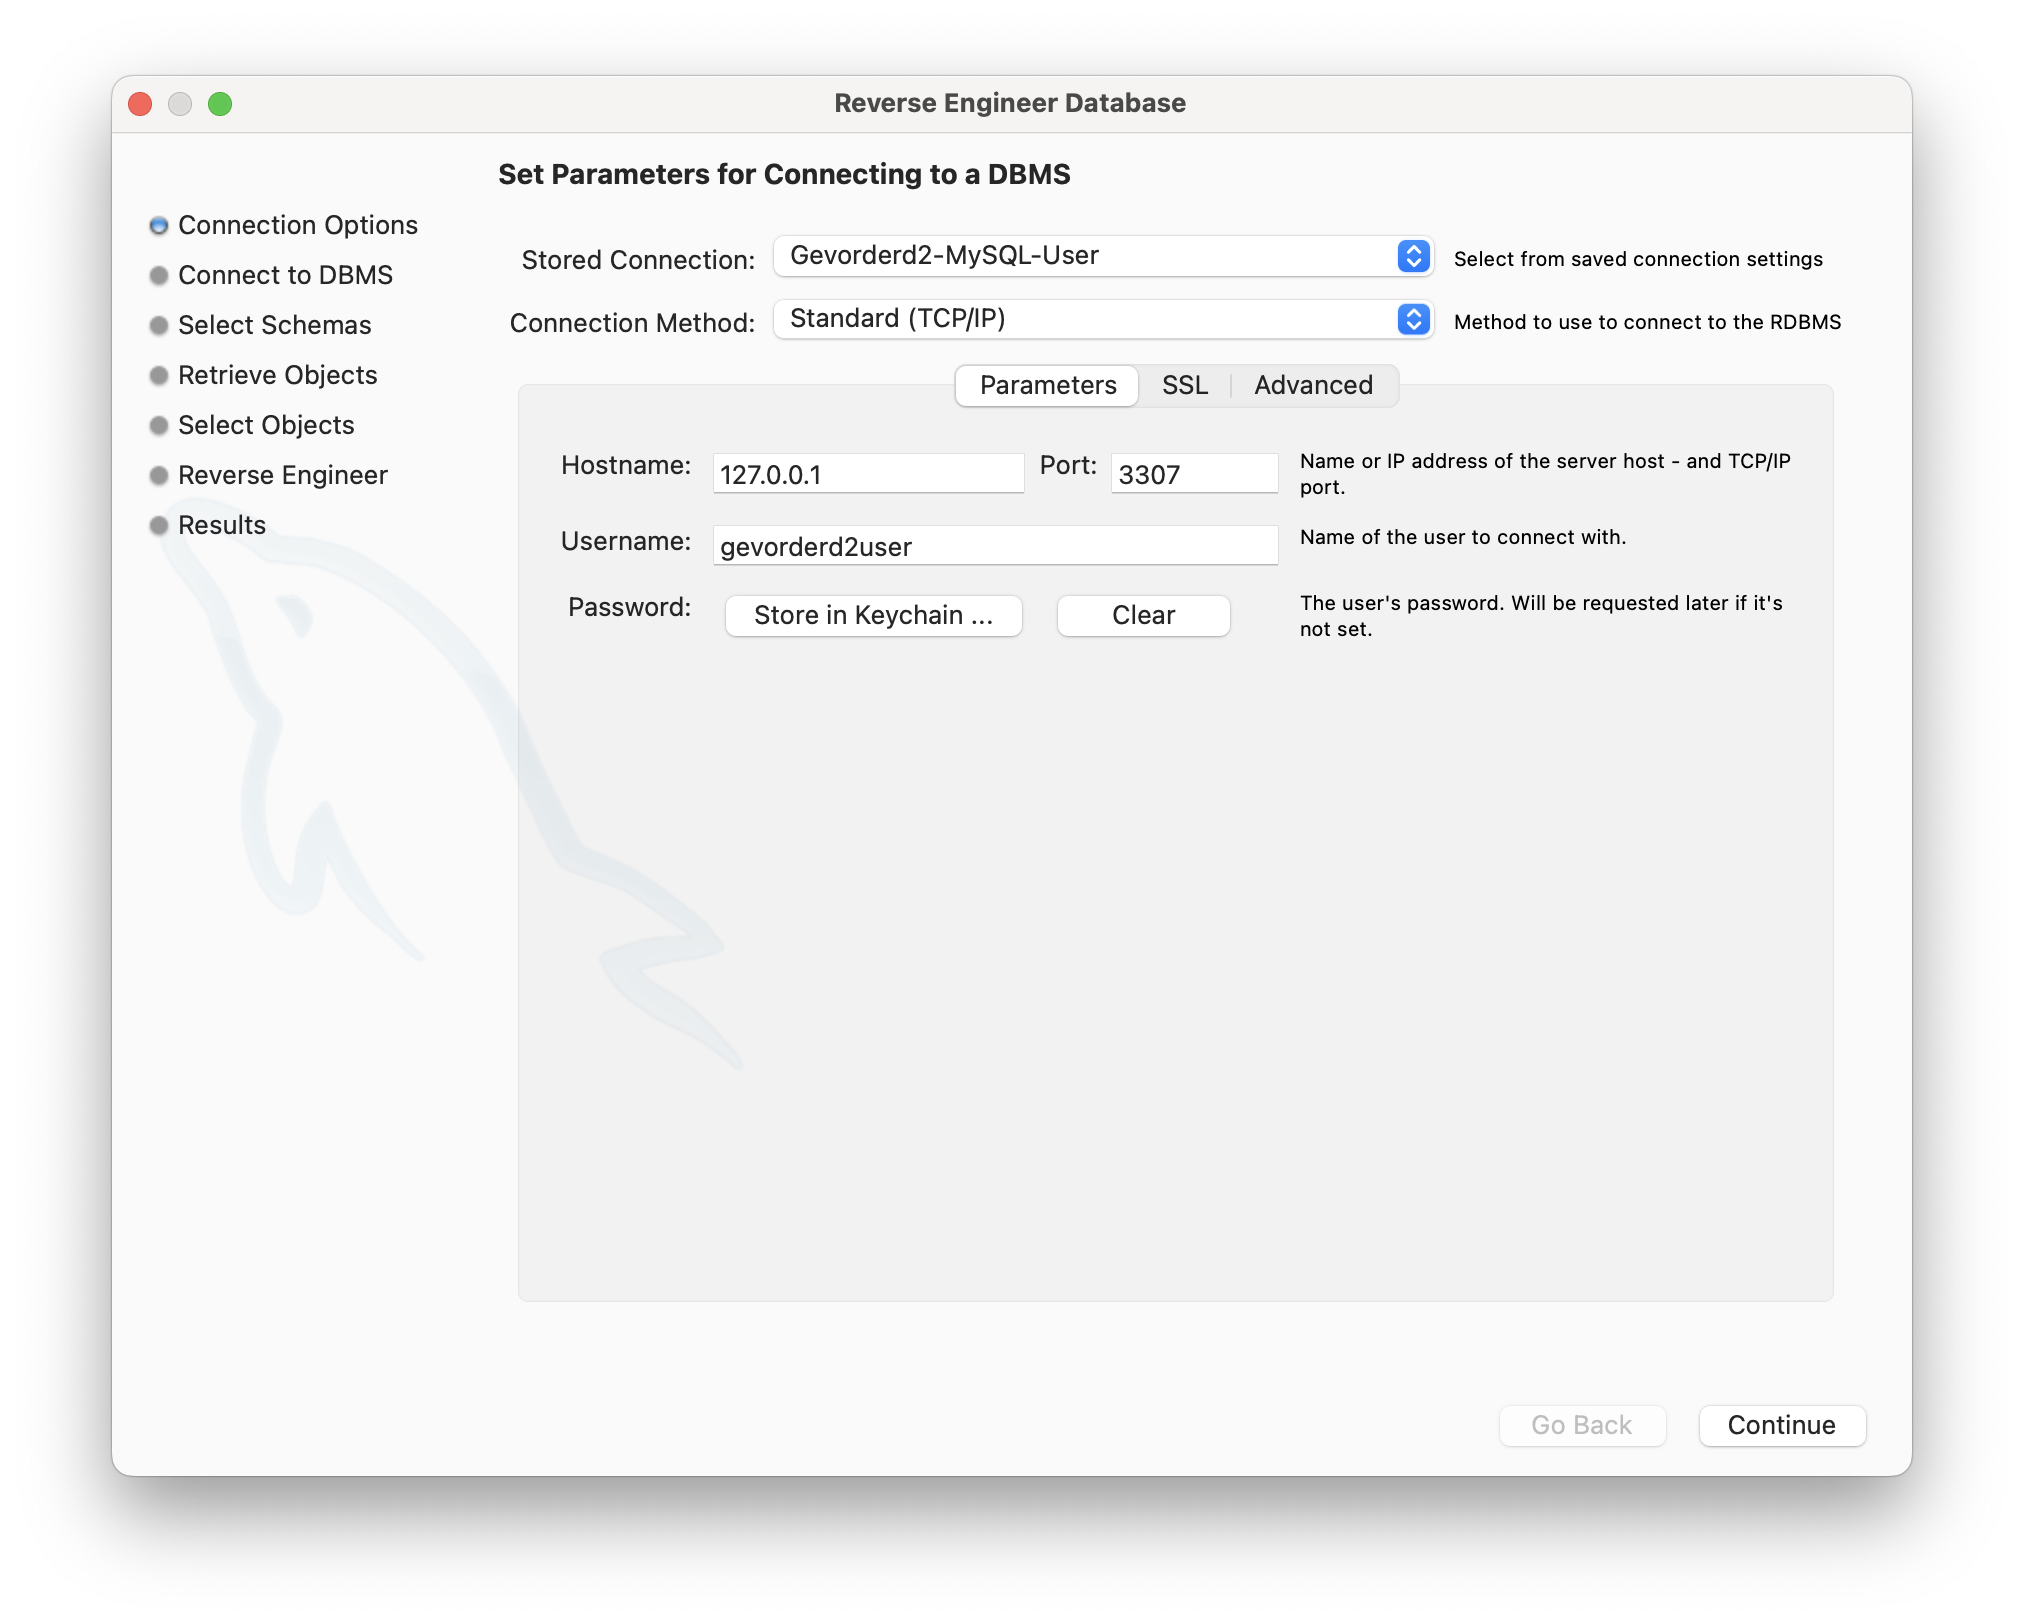 Reverse Engineer Database
Set Parameters for Connecting to a DBMS
Connection Options
Connect to DBMS
Select Schemas
Retrieve Objects
Select Objects
Reverse Engineer
Results
Stored Connection: Gevorderd2-MySQL-User Select from saved connection settings
Connection Method: Standard (TCP/IP) Method to use to connect to the RDBMS
Parameters SSL Advanced
Hostname: 127.0.0.1 Port: 3307 Name or IP address of the server host - and TCP/IP
port.
Username: gevorderd2user Name of the user to connect with.
Password: Store in Keychain ... Clear The user's password. Will be requested later if it's
not set.
Go Back Continue